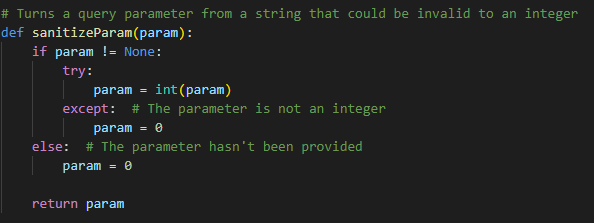 # Turns a query parameter from a string that could be invalid to an integer
def sanitizeParam(param):
    if param != None:
        try:
            param = int(param)
        except:  # The parameter is not an integer
            param = 0
    else:  # The parameter hasn't been provided
        param = 0

    return param